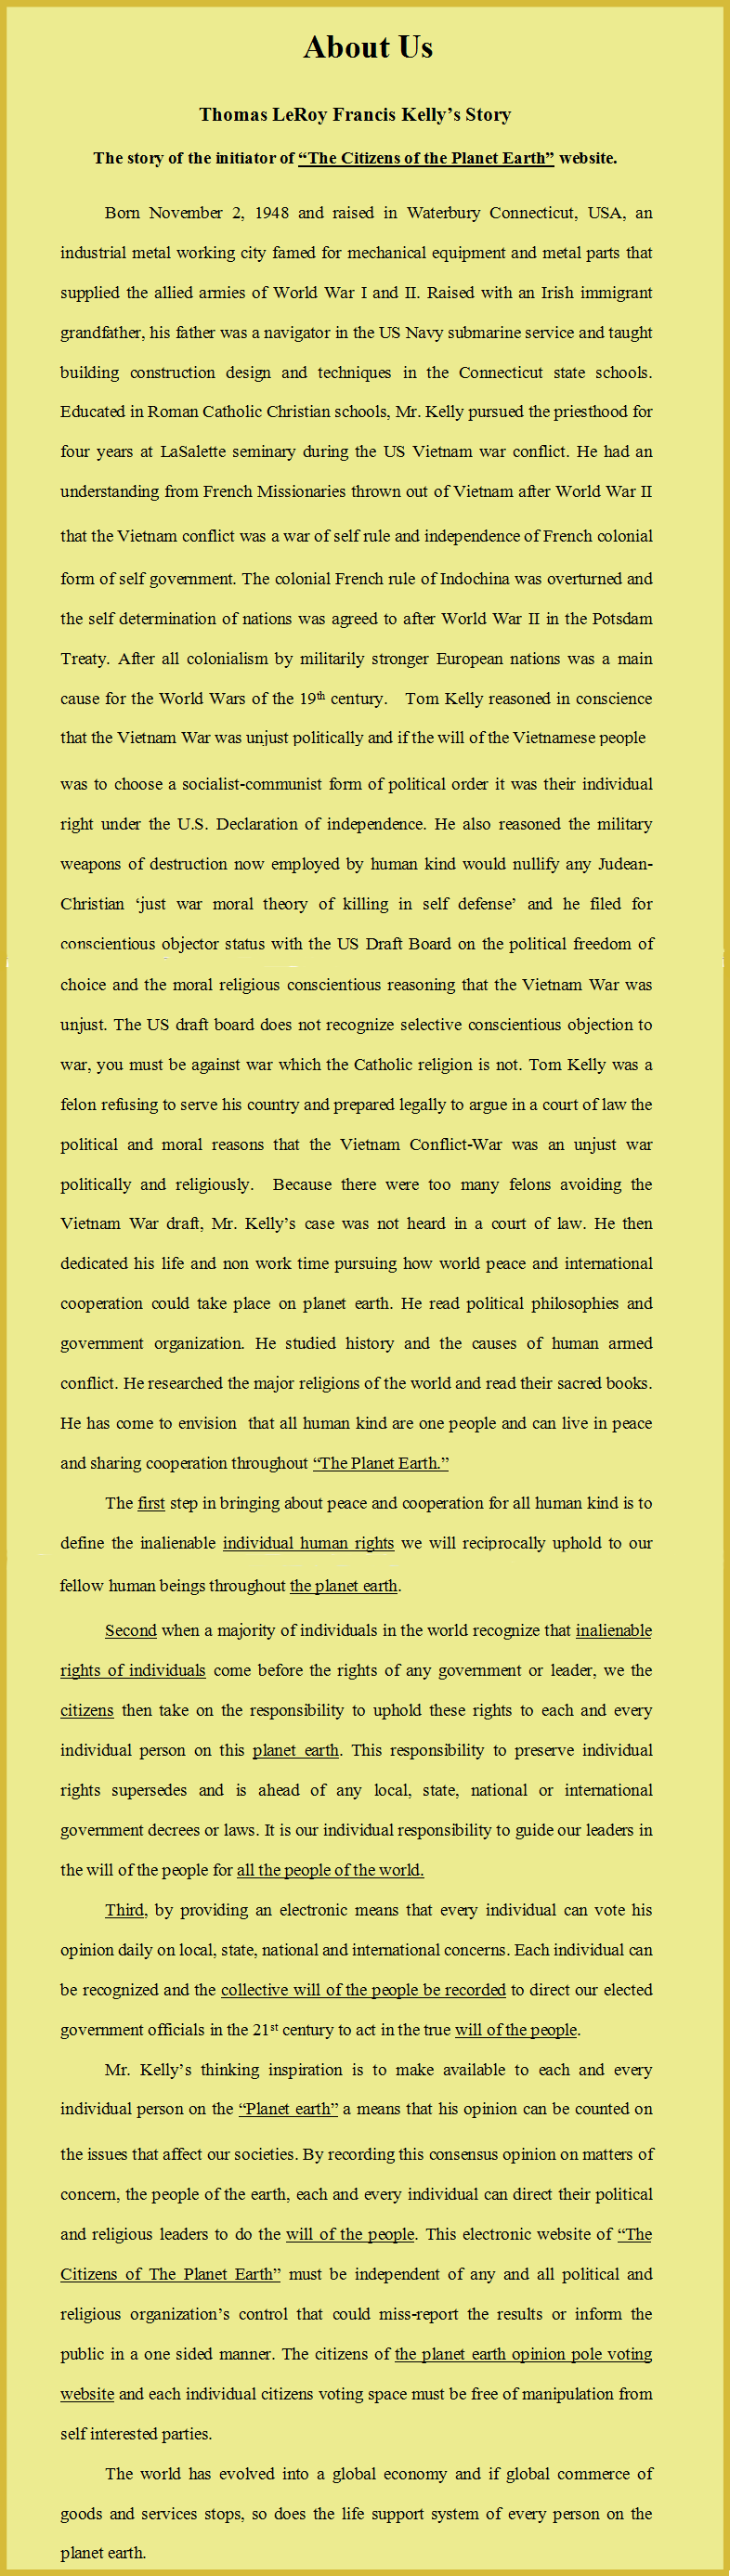 About Us
Thomas LeRoy Francis Kelly’s Story
The story of the initiator of “The Citizens of the Planet Earth” website.
Born November 2, 1948 and raised in Waterbury Connecticut, USA, an
industrial metal working city famed for mechanical equipment and metal parts that
supplied the allied armies of World War I and II. Raised with an Irish immigrant
grandfather, his father was a navigator in the US Navy submarine service and taught
building construction design and techniques in the Connecticut state schools.
Educated in Roman Catholic Christian schools, Mr. Kelly pursued the priesthood for
four years at LaSalette seminary during the US Vietnam war conflict. He had an
understanding from French Missionaries thrown out of Vietnam after World War II
that the Vietnam conflict was a war of self rule and independence of French colonial
form of self government. The colonial French rule of Indochina was overturned and
the self determination of nations was agreed to after World War II in the Potsdam
Treaty. After all colonialism by militarily stronger European nations was a main
cause for the World Wars of the 19th century. Tom Kelly reasoned in conscience
that the Vietnam War was unjust politically and if the will of the Vietnamese people
was to choose a socialist-communist form of political order it was their individual
right under the U.S. Declaration of independence. He also reasoned the military
weapons of destruction now employed by human kind would nullify any Judean-
Christian ‘just war moral theory of killing in self defense’ and he filed for
conscientious objector status with the US Draft Board on the political freedom of
choice and the moral religious conscientious reasoning that the Vietnam War was
unjust. The US draft board does not recognize selective conscientious objection to
war, you must be against war which the Catholic religion is not. Tom Kelly was a
felon refusing to serve his country and prepared legally to argue in a court of law the
political and moral reasons that the Vietnam Conflict-War was an unjust war
politically and religiously. Because there were too many felons avoiding the
Vietnam War draft, Mr. Kelly’s case was not heard in a court of law. He then
dedicated his life and non work time pursuing how world peace and international
cooperation could take place on planet earth. He read political philosophies and
government organization. He studied history and the causes of human armed
conflict. He researched the major religions of the world and read their sacred books.
He has come to envision that all human kind are one people and can live in peace
and sharing cooperation throughout “The Planet Earth.”
The first step in bringing about peace and cooperation for all human kind is to
define the inalienable individual human rights we will reciprocally uphold to our
fellow human beings throughout the planet earth.
Second when a majority of individuals in the world recognize that inalienable
rights of individuals come before the rights of any government or leader, we the
citizens then take on the responsibility to uphold these rights to each and every
individual person on this planet earth. This responsibility to preserve individual
rights supersedes and is ahead of any local, state, national or international
government decrees or laws. It is our individual responsibility to guide our leaders in
the will of the people for all the people of the world.
Third, by providing an electronic means that every individual can vote his
opinion daily on local, state, national and international concerns. Each individual can
be recognized and the collective will of the people be recorded to direct our elected
government officials in the 21st century to act in the true will of the people.
Mr. Kelly’s thinking inspiration is to make available to each and every
individual person on the “Planet earth” a means that his opinion can be counted on
the issues that affect our societies. By recording this consensus opinion on matters of
concern, the people of the earth, each and every individual can direct their political
and religious leaders to do the will of the people. This electronic website of “The
Citizens of The Planet Earth” must be independent of any and all political and
religious organization’s control that could miss-report the results or inform the
public in a one sided manner. The citizens of the planet earth opinion pole voting
website and each individual citizens voting space must be free of manipulation from
self interested parties.
The world has evolved into a global economy and if global commerce of
goods and services stops, so does the life support system of every person on the
planet earth.